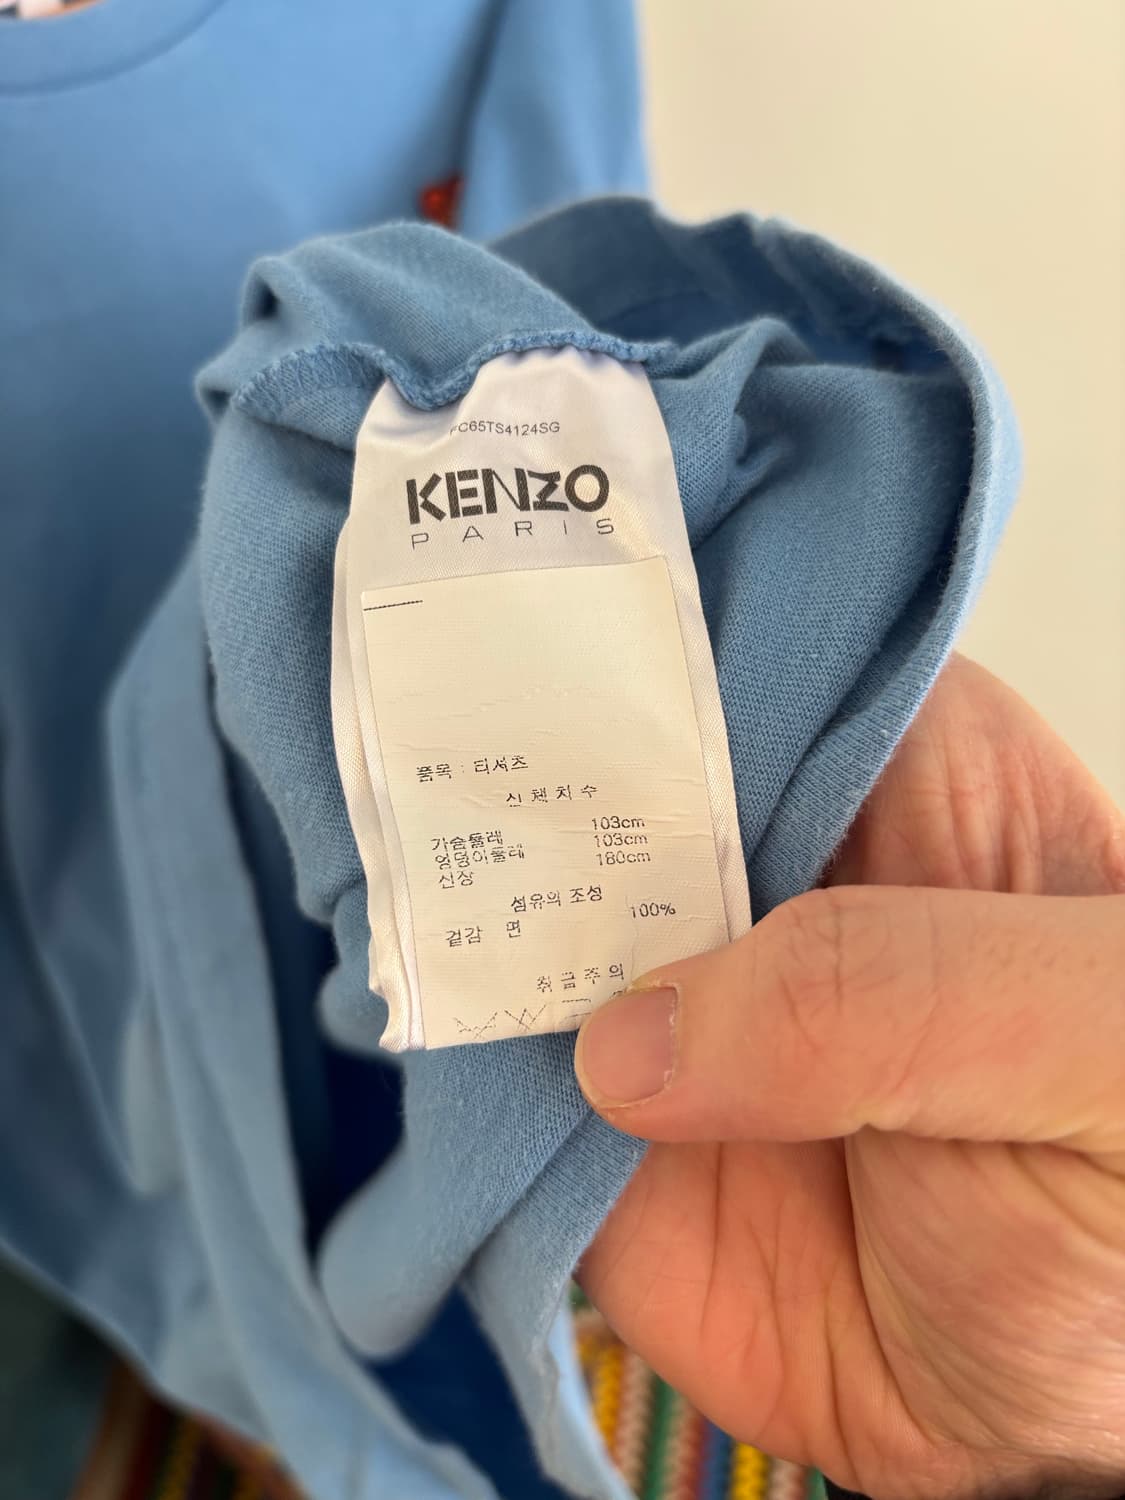 FC65TS4124SG
KENZO
PARIS
품목 : 티셔츠
신체치수
가슴둘레 103cm
엉덩이둘레 103cm
신장 180cm
섬유의 조성
겉감 면 100%
취급주의